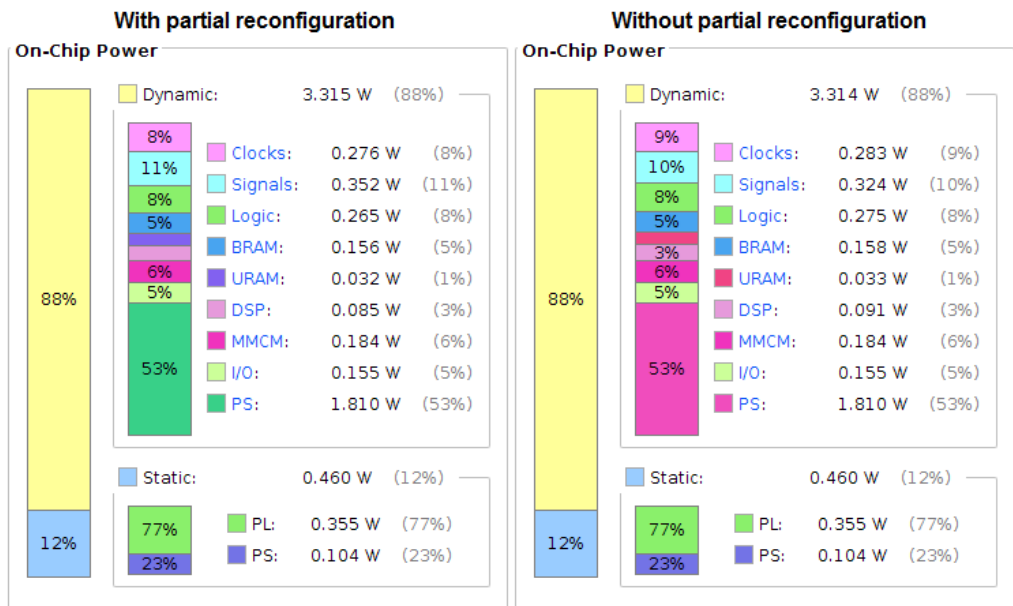 With partial reconfiguration
On-Chip Power
88%
12%
Dynamic: 3.315 W (88%)
8%
11%
8%
5%
6%
5%
53%
Clocks: 0.276 W (8%)
Signals: 0.352 W (11%)
Logic: 0.265 W (8%)
BRAM: 0.156 W (5%)
URAM: 0.032 W (1%)
DSP: 0.085 W (3%)
MMCM: 0.184 W (6%)
I/O: 0.155 W (5%)
PS: 1.810 W (53%)
Static: 0.460 W (12%)
77%
23%
PL: 0.355 W (77%)
PS: 0.104 W (23%)
Without partial reconfiguration
On-Chip Power
88%
12%
Dynamic: 3.314 W (88%)
9%
10%
8%
5%
3%
6%
5%
53%
Clocks: 0.283 W (9%)
Signals: 0.324 W (10%)
Logic: 0.275 W (8%)
BRAM: 0.158 W (5%)
URAM: 0.033 W (1%)
DSP: 0.091 W (3%)
MMCM: 0.184 W (6%)
I/O: 0.155 W (5%)
PS: 1.810 W (53%)
Static: 0.460 W (12%)
77%
23%
PL: 0.355 W (77%)
PS: 0.104 W (23%)